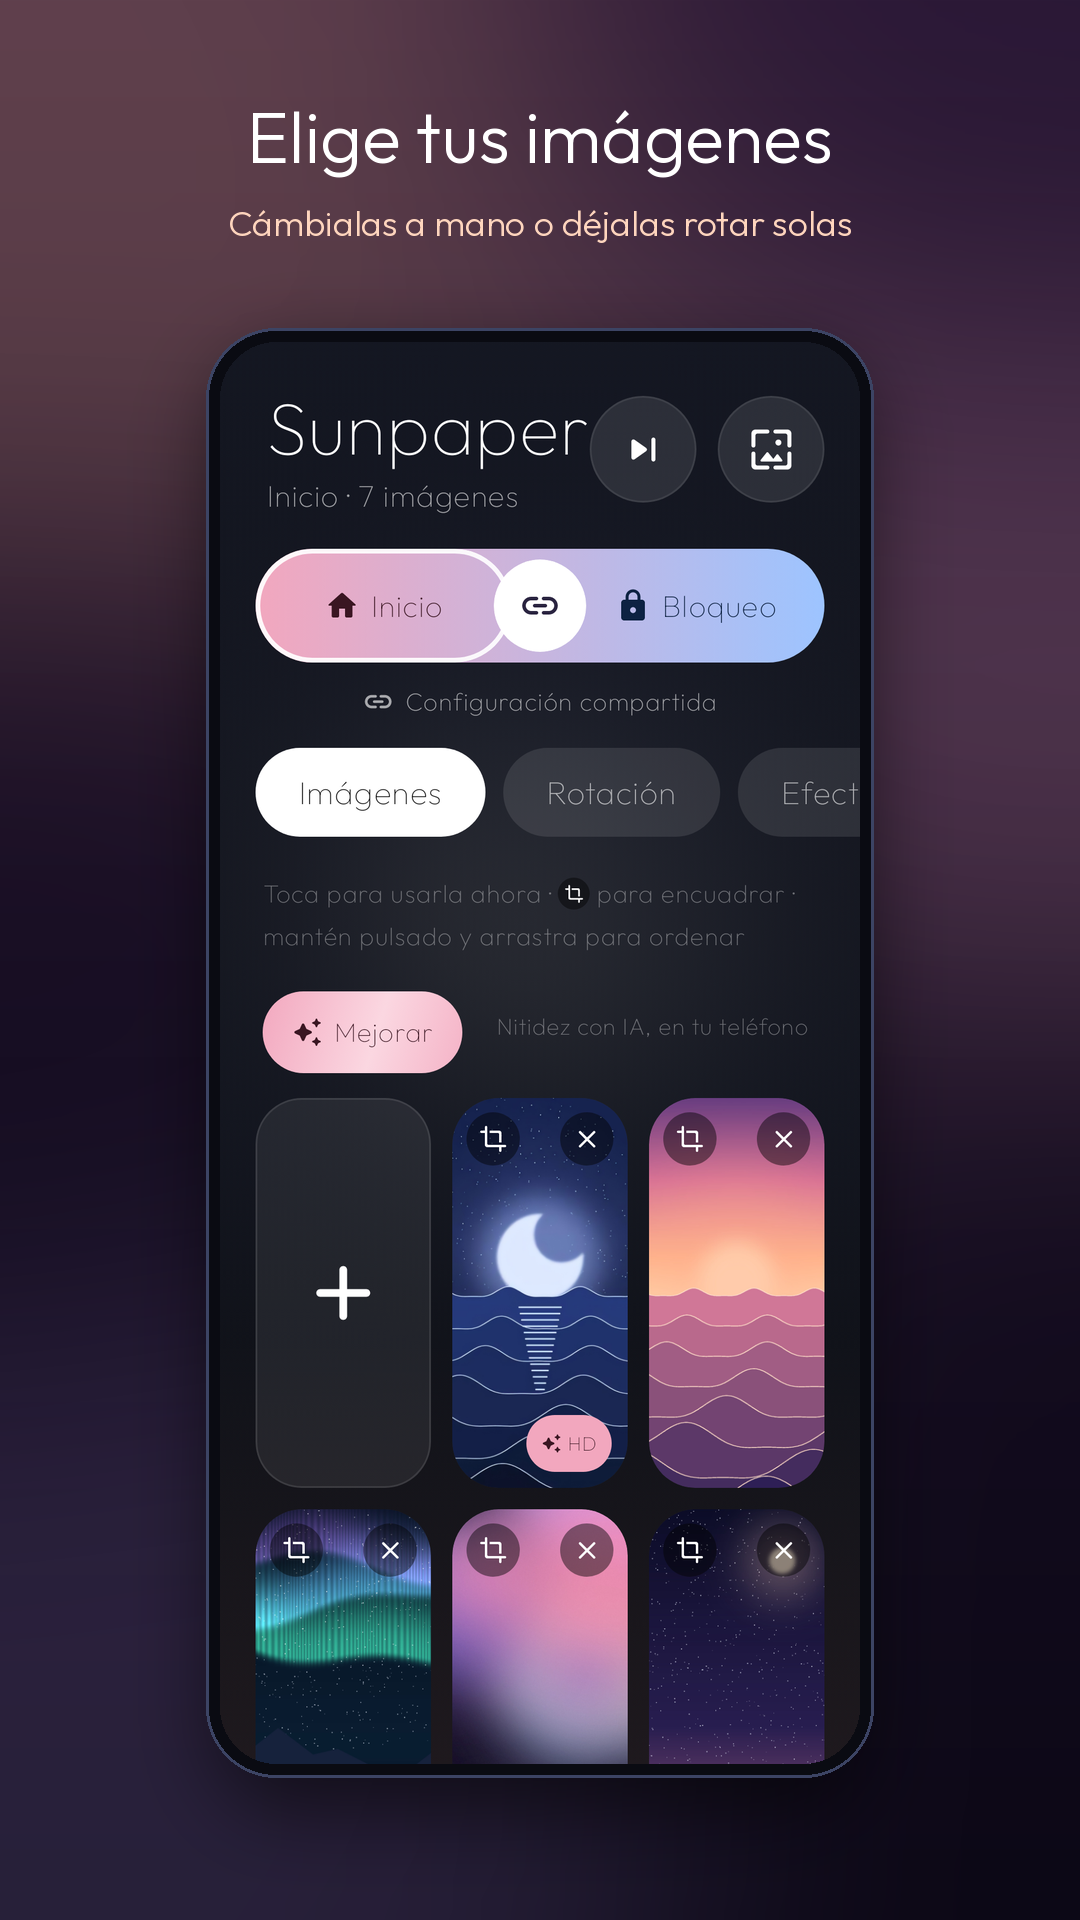 Elige tus imágenes
Cámbialas a mano o déjalas rotar solas
Sunpaper
Inicio · 7 imágenes
Inicio
Bloqueo
Configuración compartida
Imágenes
Rotación
Efect
Toca para usarla ahora · para encuadrar ·
mantén pulsado y arrastra para ordenar
Mejorar
Nitidez con IA, en tu teléfono
HD